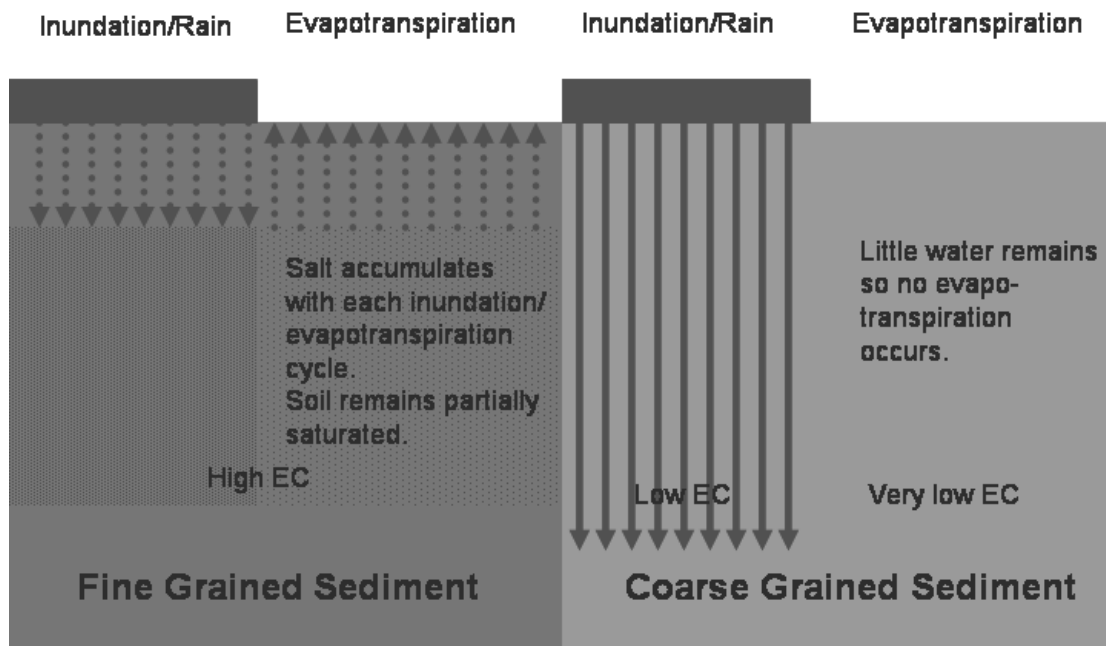 Inundation/Rain
Evapotranspiration
Inundation/Rain
Evapotranspiration
Salt accumulates
with each inundation/
evapotranspiration
cycle.
Soil remains partially
saturated.
High EC
Little water remains
so no evapo-
transpiration
occurs.
Low EC
Very low EC
Fine Grained Sediment
Coarse Grained Sediment